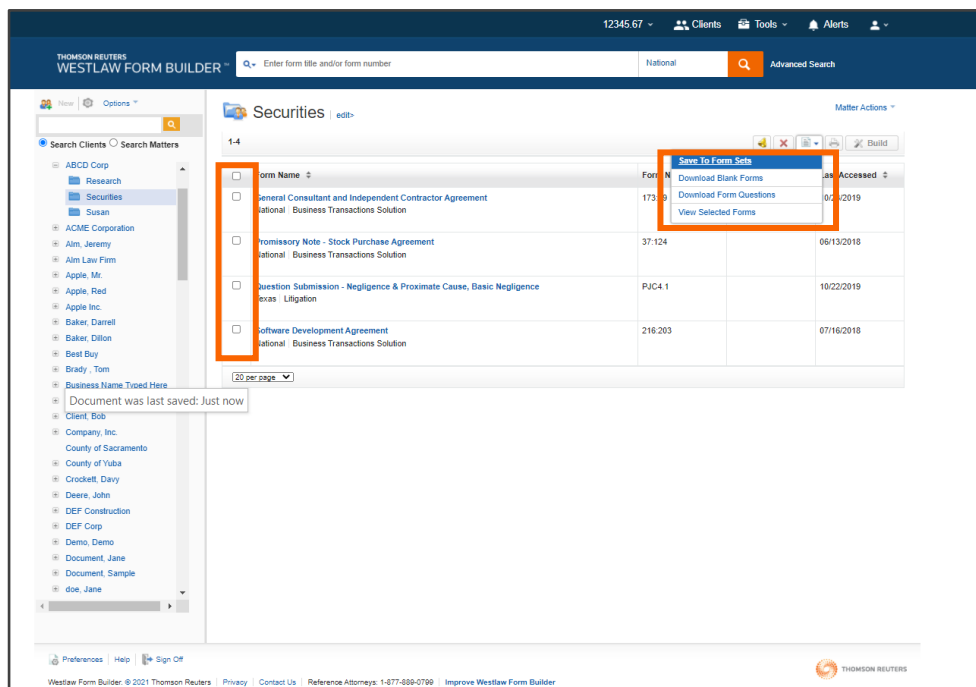 12345.67 Clients Tools Alerts
THOMSON REUTERS
WESTLAW FORM BUILDER™
Enter form title and/or form number National Advanced Search
New Options
Search Clients Search Matters
ABCD Corp
Research
Securities
Susan
ACME Corporation
Alm, Jeremy
Alm Law Firm
Apple, Mr.
Apple, Red
Apple Inc.
Baker, Darrell
Baker, Dillon
Best Buy
Brady , Tom
Business Name Typed Here
Document was last saved: Just now
Client, Bob
Company, Inc.
County of Sacramento
County of Yuba
Crockett, Davy
Deere, John
DEF Construction
DEF Corp
Demo, Demo
Document, Jane
Document, Sample
doe, Jane
Securities edit>
Matter Actions
1-4
Build
Save To Form Sets
Download Blank Forms
Download Form Questions
View Selected Forms
Form Name Form N Last Accessed
General Consultant and Independent Contractor Agreement
National Business Transactions Solution
Promissory Note - Stock Purchase Agreement 37:124 06/13/2018
National Business Transactions Solution
Question Submission - Negligence & Proximate Cause, Basic Negligence PJC4.1 10/22/2019
Texas Litigation
Software Development Agreement 216:203 07/16/2018
National Business Transactions Solution
20 per page
Preferences Help Sign Off
THOMSON REUTERS
Westlaw Form Builder. © 2021 Thomson Reuters Privacy Contact Us Reference Attorneys: 1-877-889-0799 Improve Westlaw Form Builder